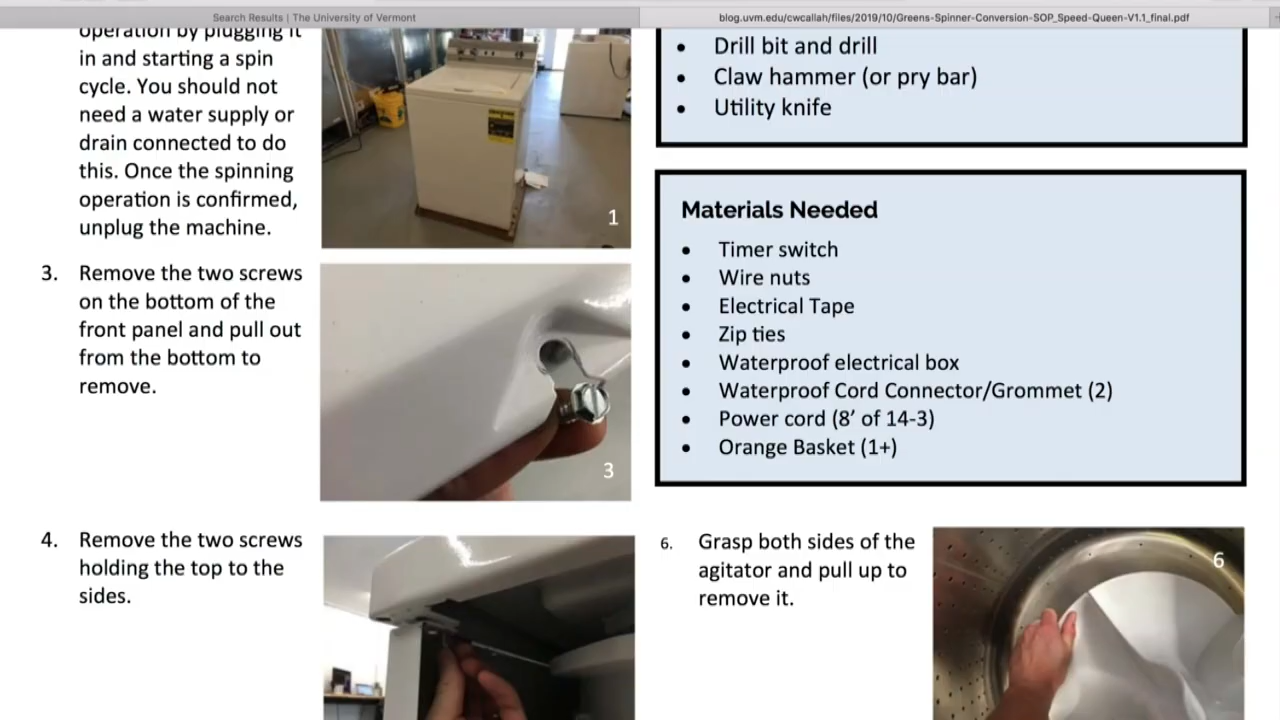 Search Results | The University of Vermont
blog.uvm.edu/cwcallah/files/2019/10/Greens-Spinner-Conversion-SOP_Speed-Queen-V1.1_final.pdf
operation by plugging it
in and starting a spin
cycle. You should not
need a water supply or
drain connected to do
this. Once the spinning
operation is confirmed,
unplug the machine.
1
3. Remove the two screws
on the bottom of the
front panel and pull out
from the bottom to
remove.
3
4. Remove the two screws
holding the top to the
sides.
• Drill bit and drill
• Claw hammer (or pry bar)
• Utility knife
Materials Needed
• Timer switch
• Wire nuts
• Electrical Tape
• Zip ties
• Waterproof electrical box
• Waterproof Cord Connector/Grommet (2)
• Power cord (8’ of 14-3)
• Orange Basket (1+)
6. Grasp both sides of the
agitator and pull up to
remove it.
6